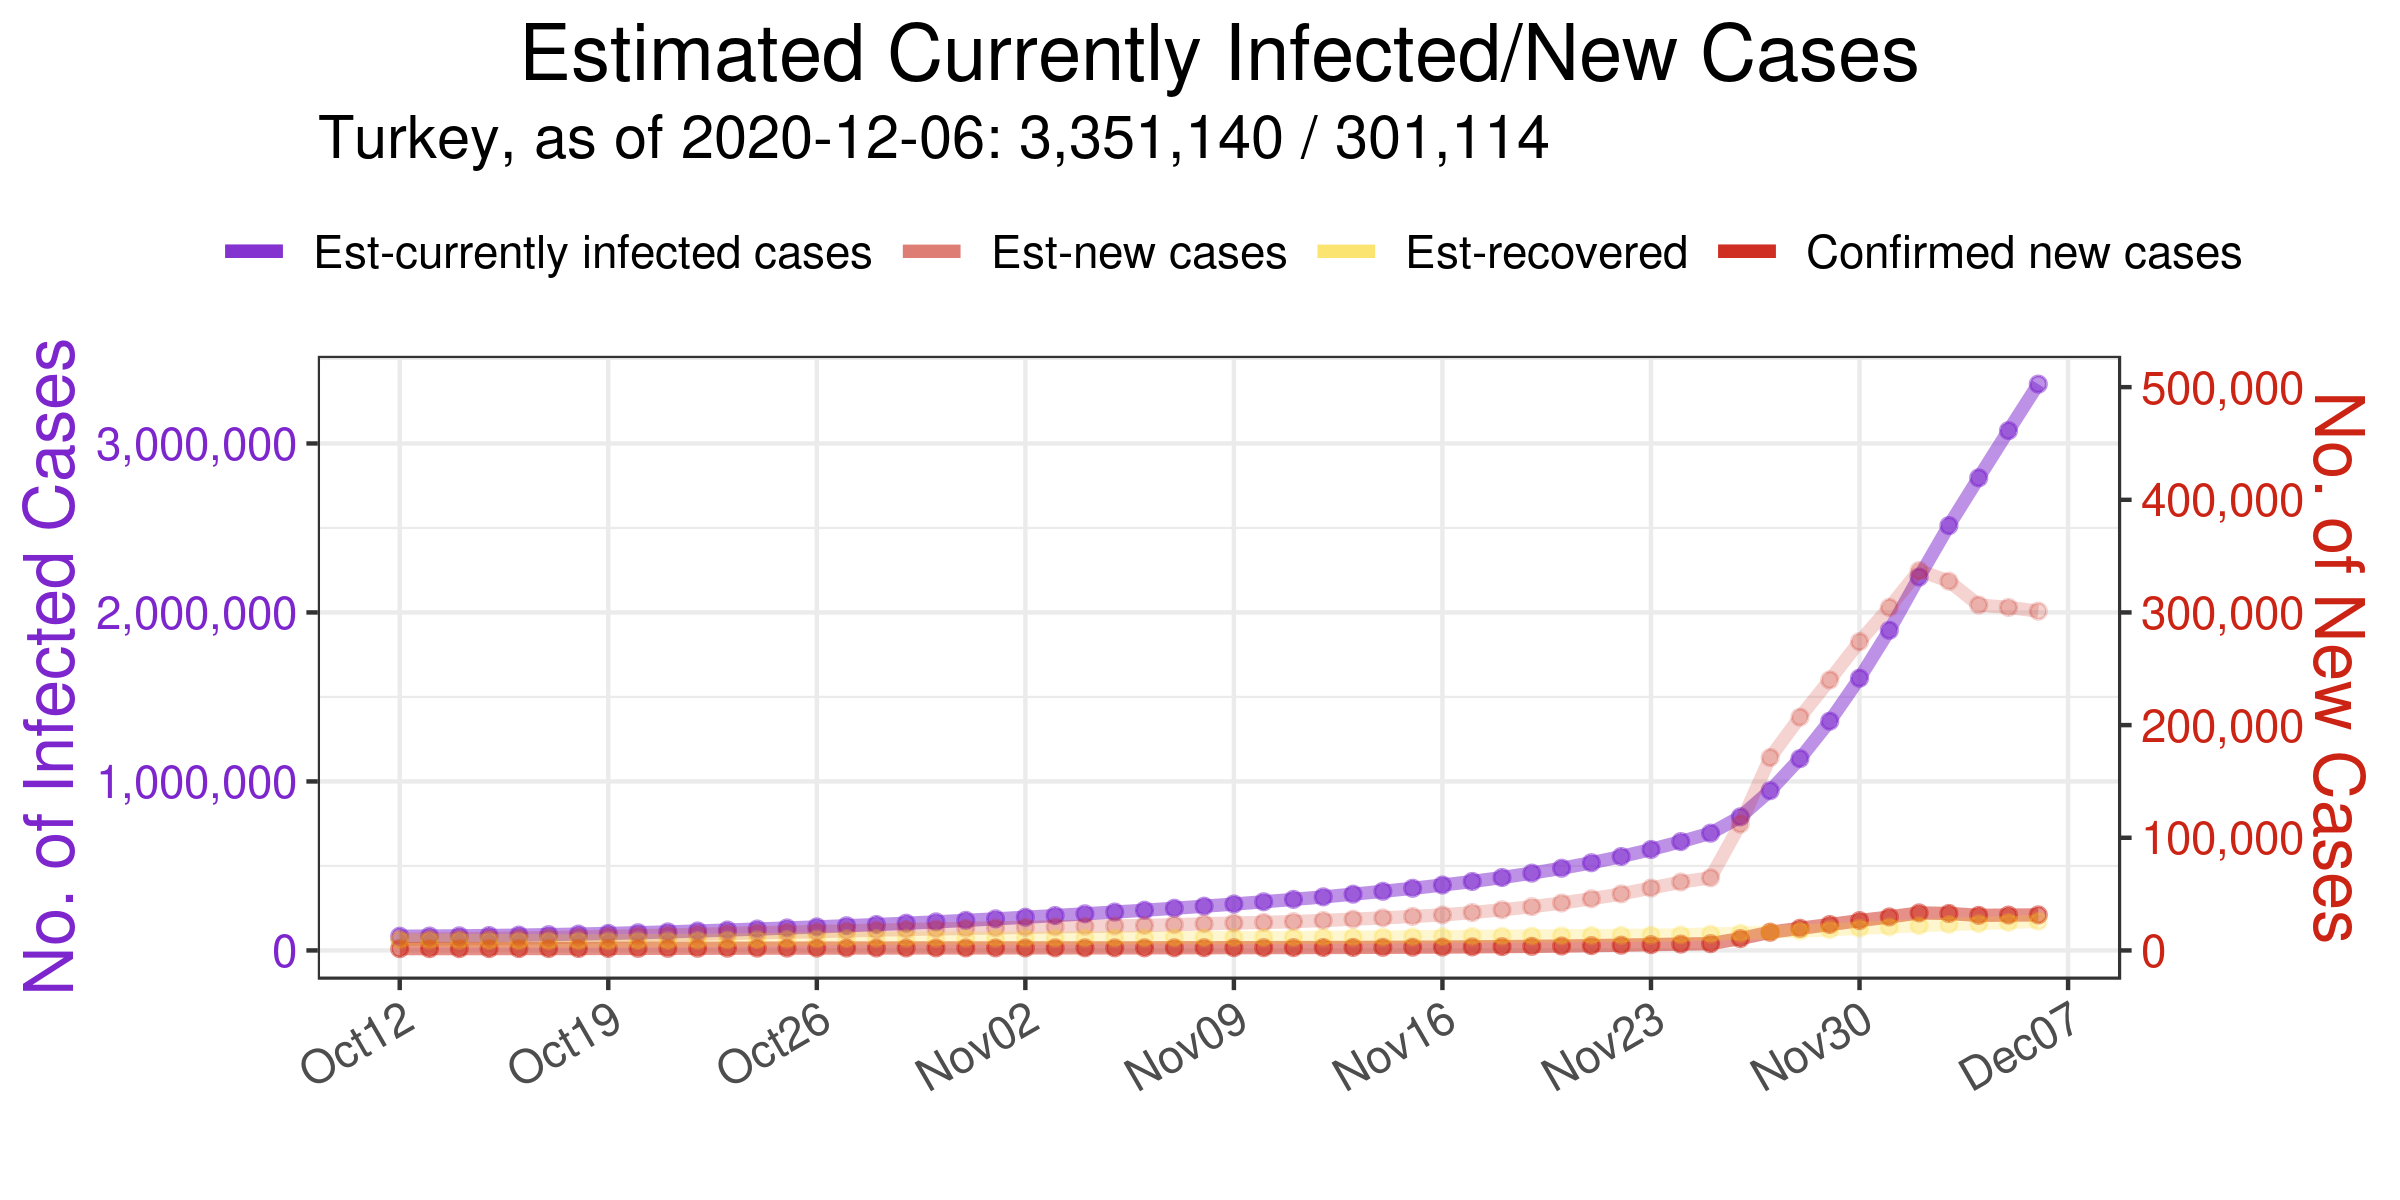 Estimated Currently Infected/New Cases
Turkey, as of 2020-12-06: 3,351,140 / 301,114
Est-currently infected cases Est-new cases Est-recovered Confirmed new cases
No. of Infected Cases
3,000,000
2,000,000
1,000,000
0
500,000
400,000
300,000
200,000
100,000
0
No. of New Cases
Oct12 Oct19 Oct26 Nov02 Nov09 Nov16 Nov23 Nov30 Dec07